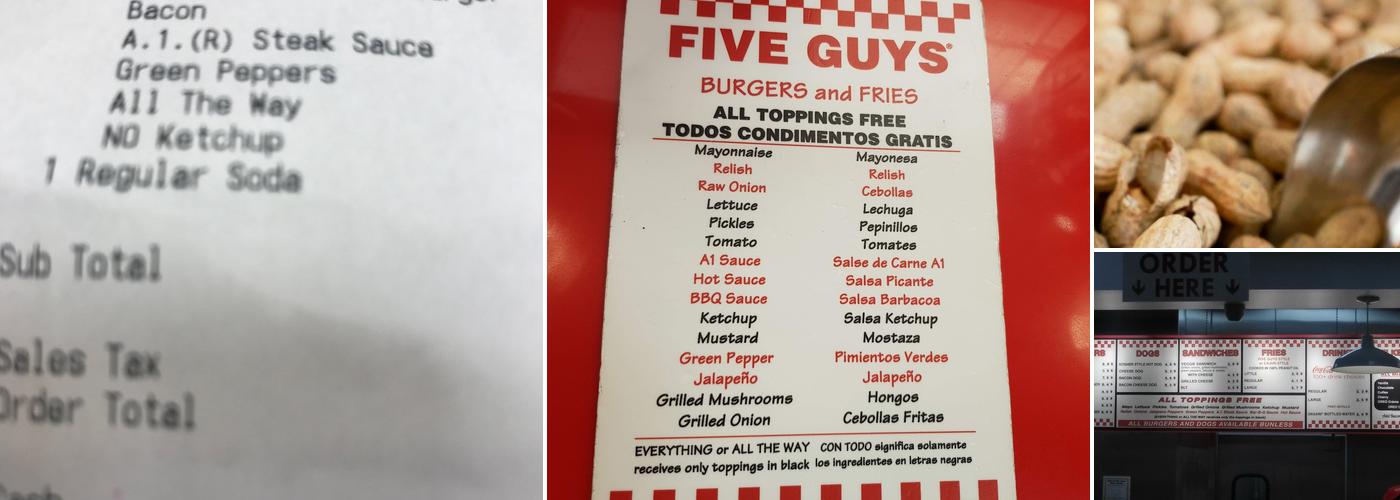 Bacon
A.1.(R) Steak Sauce
Green Peppers
All The Way
NO Ketchup
1 Regular Soda
Sub Total
Sales Tax
Order Total
FIVE GUYS®
BURGERS and FRIES
ALL TOPPINGS FREE
TODOS CONDIMENTOS GRATIS
Mayonnaise Mayonesa
Relish Relish
Raw Onion Cebollas
Lettuce Lechuga
Pickles Pepinillos
Tomato Tomates
A1 Sauce Salse de Carne A1
Hot Sauce Salsa Picante
BBQ Sauce Salsa Barbacoa
Ketchup Salsa Ketchup
Mustard Mostaza
Green Pepper Pimientos Verdes
Jalapeño Jalapeño
Grilled Mushrooms Hongos
Grilled Onion Cebollas Fritas
EVERYTHING or ALL THE WAY CON TODO significa solamente
receives only toppings in black los ingredientes en letras negras
ORDER
HERE
DOGS SANDWICHES FRIES
ALL TOPPINGS FREE
ALL BURGERS AND DOGS AVAILABLE BUNLESS